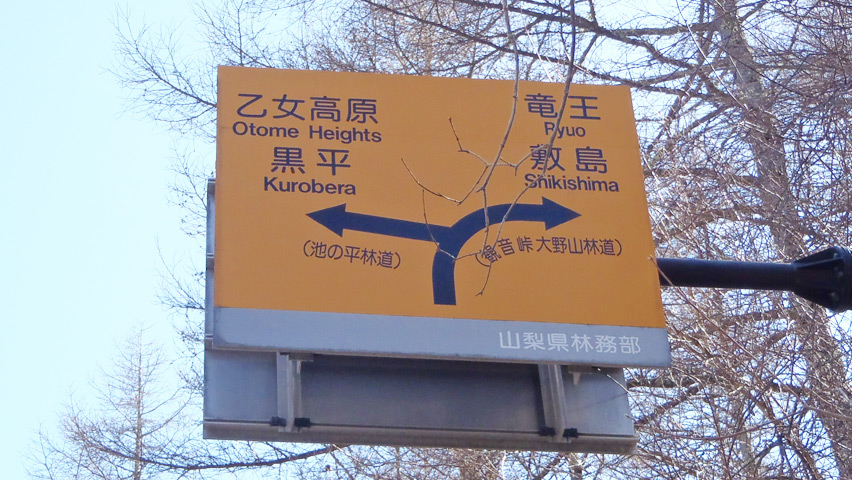 乙女高原
Otome Heights
黒平
Kurobera
(池の平林道)
竜王
Ryuo
敷島
Shikishima
(観音峠大野山林道)
山梨県林務部